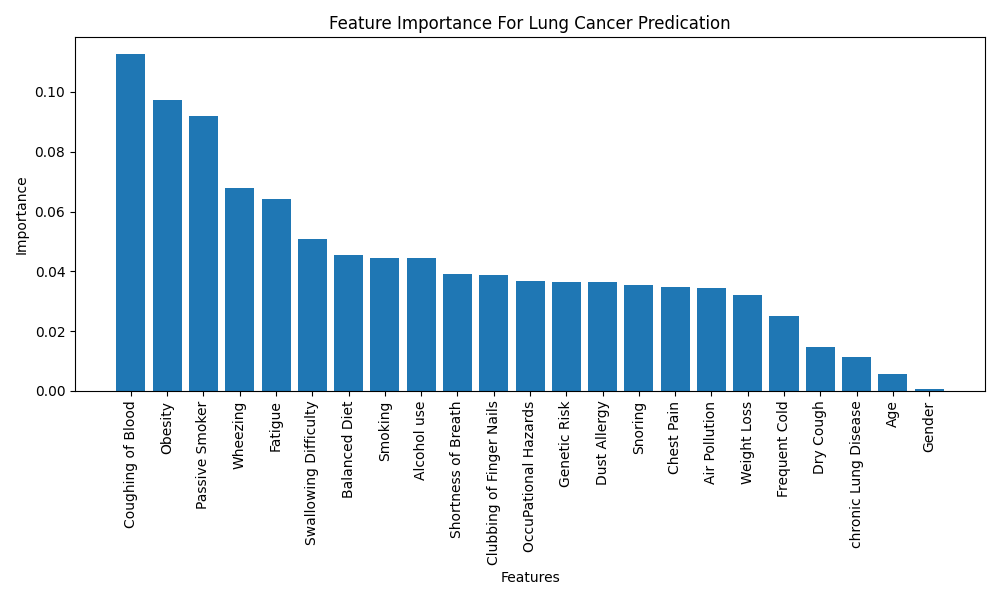 Feature Importance For Lung Cancer Predication
Importance
0.10
0.08
0.06
0.04
0.02
0.00
Coughing of Blood
Obesity
Passive Smoker
Wheezing
Fatigue
Swallowing Difficulty
Balanced Diet
Smoking
Alcohol use
Shortness of Breath
Clubbing of Finger Nails
OccuPational Hazards
Genetic Risk
Dust Allergy
Snoring
Chest Pain
Air Pollution
Weight Loss
Frequent Cold
Dry Cough
chronic Lung Disease
Age
Gender
Features